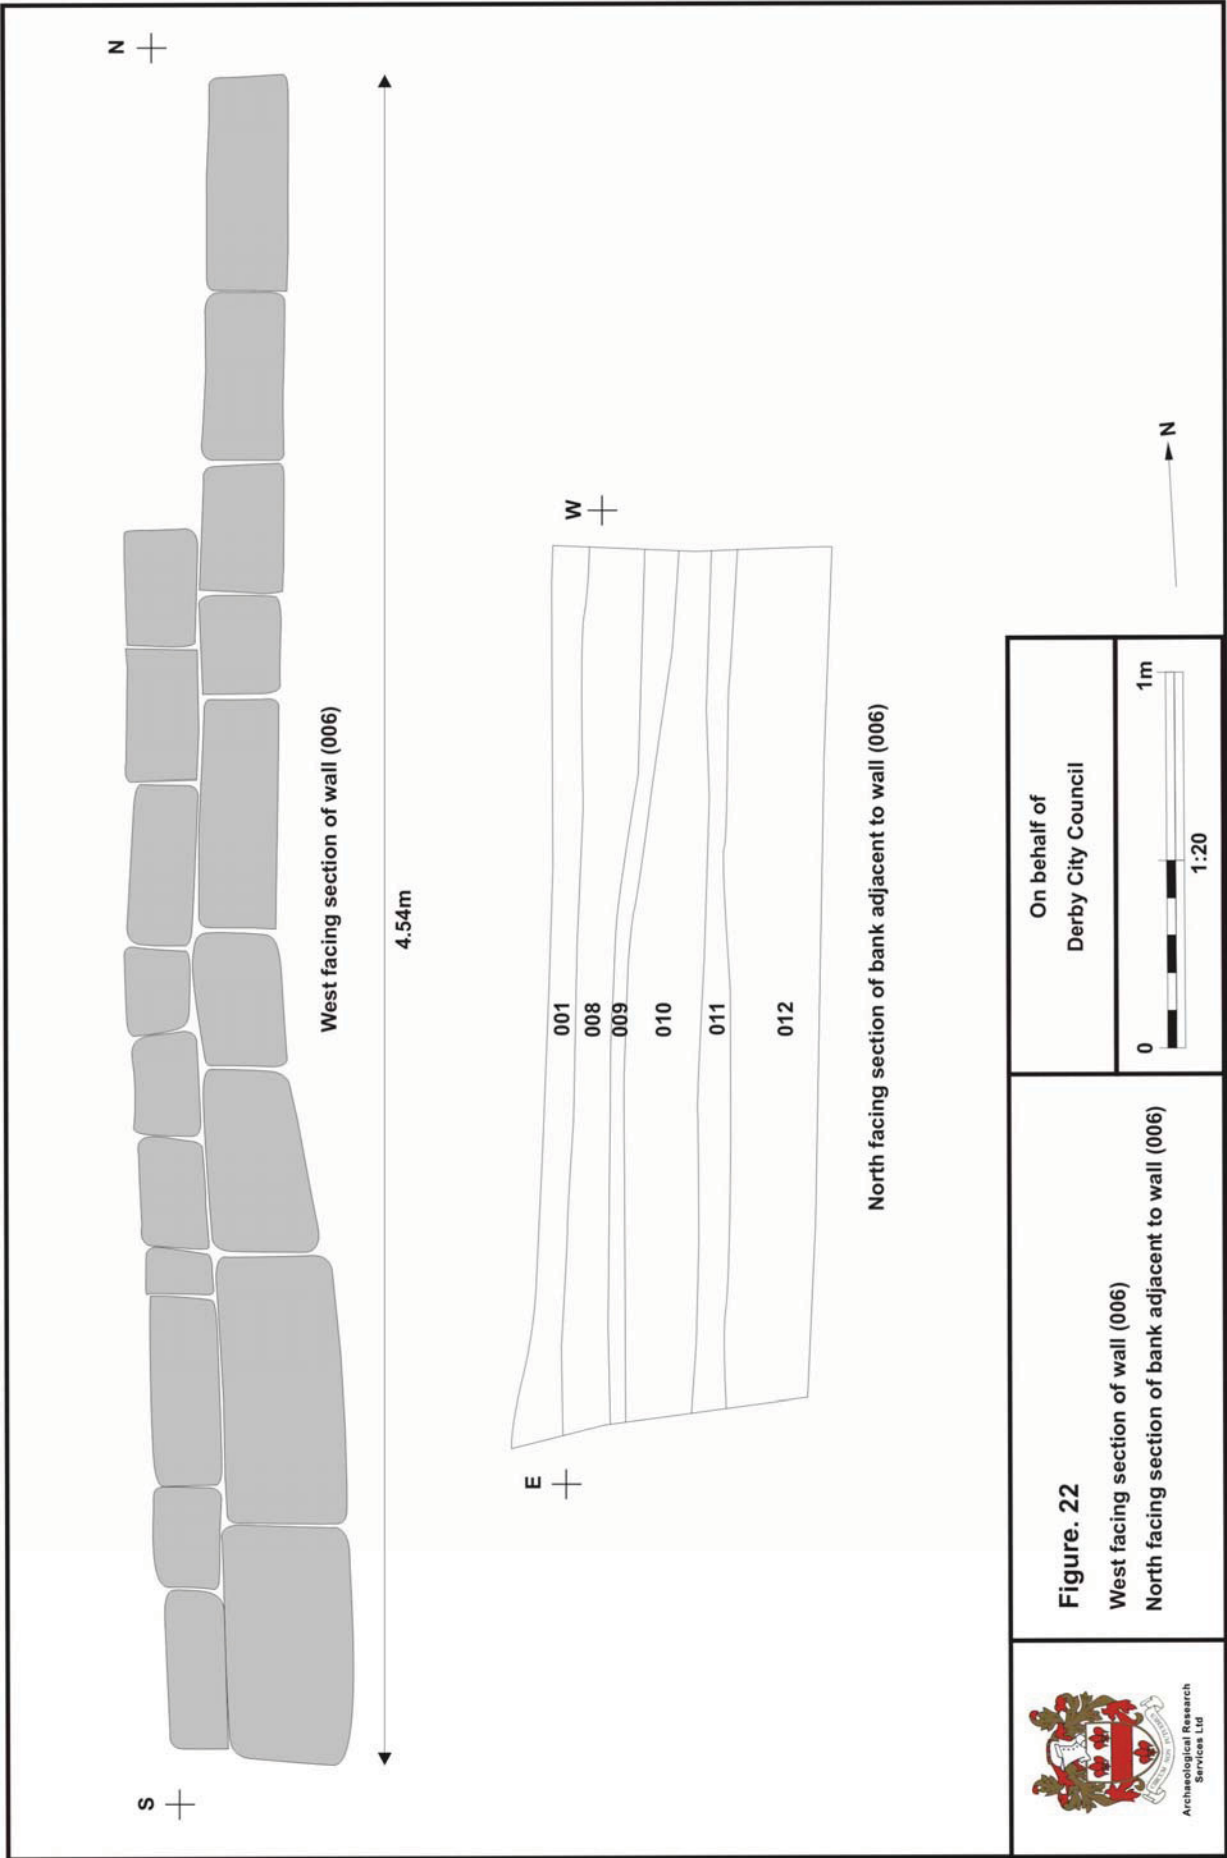 S
N
West facing section of wall (006)
4.54m
E
W
001
008
009
010
011
012
North facing section of bank adjacent to wall (006)
N
Archaeological Research
Services Ltd
Figure. 22
West facing section of wall (006)
North facing section of bank adjacent to wall (006)
On behalf of
Derby City Council
0
1m
1:20